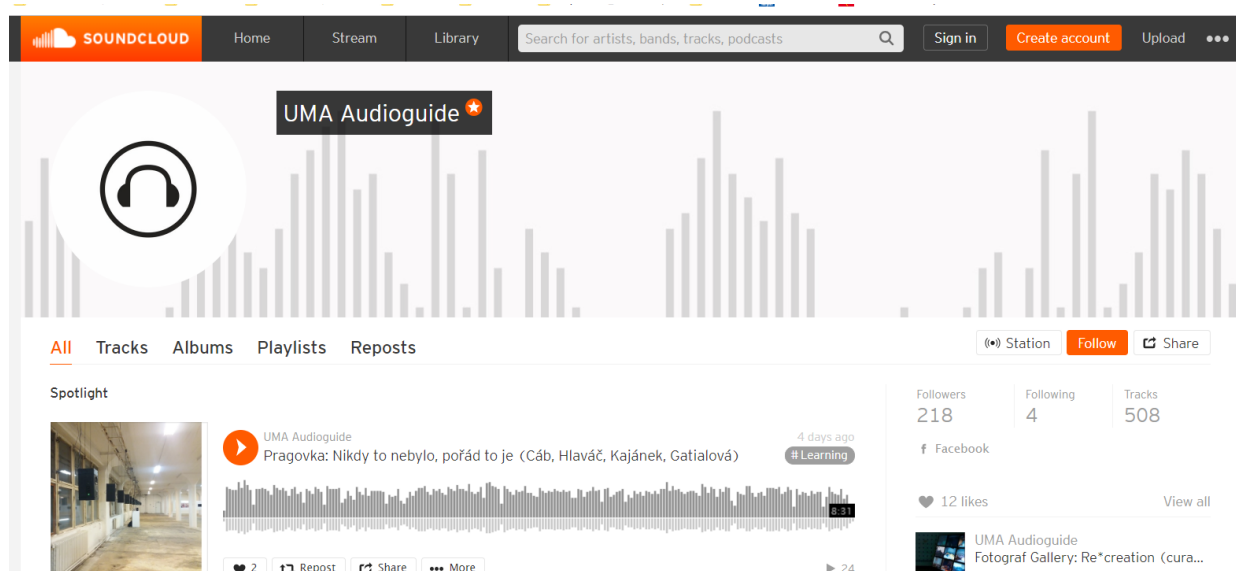 SOUNDCLOUD Home Stream Library Search for artists, bands, tracks, podcasts Sign in Create account Upload
UMA Audioguide
All Tracks Albums Playlists Reposts
Station Follow Share
Spotlight
UMA Audioguide 4 days ago
Pragovka: Nikdy to nebylo, pořád to je (Cáb, Hlaváč, Kajánek, Gatialová) # Learning
8:31
2 Repost Share More 24
Followers Following Tracks
218 4 508
Facebook
12 likes View all
UMA Audioguide
Fotograf Gallery: Re*creation (cura...